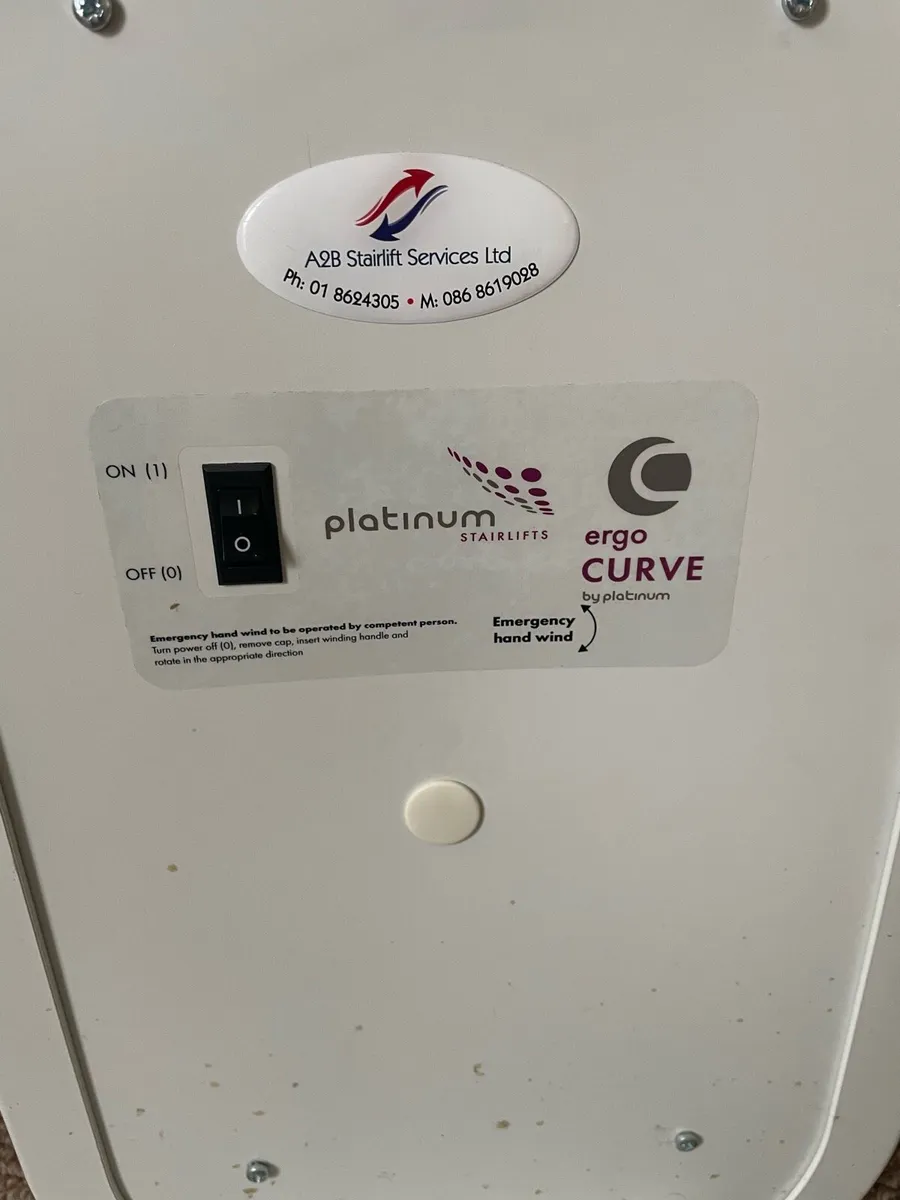 A2B Stairlift Services Ltd
Ph: 01 8624305 • M: 086 8619028
ON (1)
I
O
OFF (0)
platinum
STAIRLIFTS
ergo
CURVE
by platinum
Emergency hand wind to be operated by competent person.
Turn power off (0), remove cap, insert winding handle and
rotate in the appropriate direction
Emergency
hand wind